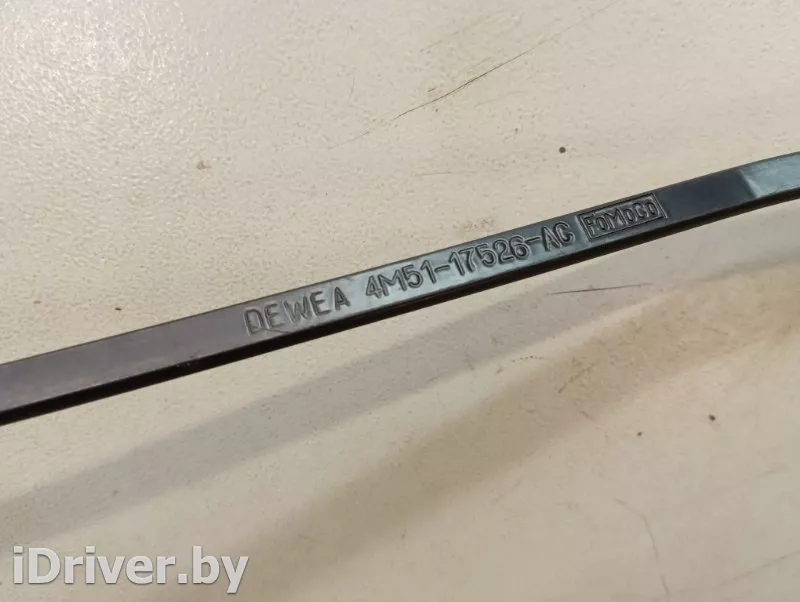 DEWEA 4M51-17526-AC FoMoCo
iDriver.by